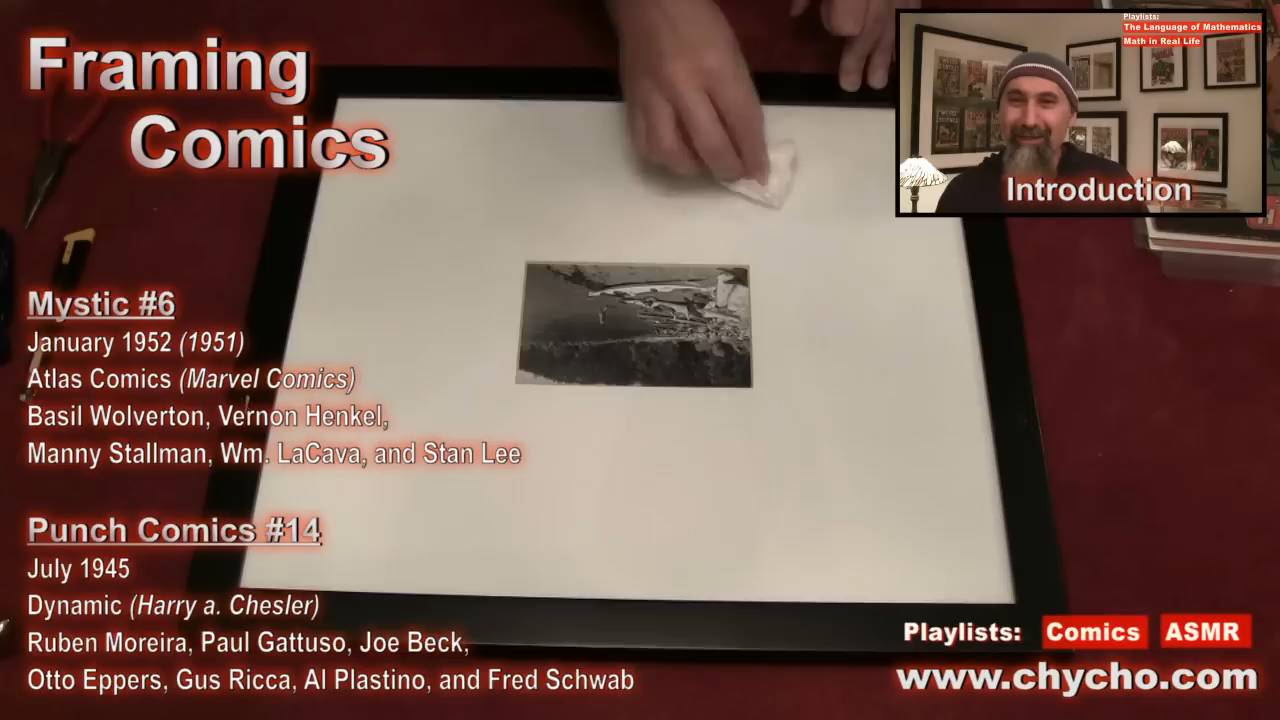 Framing
Comics
Playlists:
The Language of Mathematics
Math in Real Life
Introduction
Mystic #6
January 1952 (1951)
Atlas Comics (Marvel Comics)
Basil Wolverton, Vernon Henkel,
Manny Stallman, Wm. LaCava, and Stan Lee
Punch Comics #14
July 1945
Dynamic (Harry a. Chesler)
Ruben Moreira, Paul Gattuso, Joe Beck,
Otto Eppers, Gus Ricca, Al Plastino, and Fred Schwab
Playlists: Comics ASMR
www.chycho.com